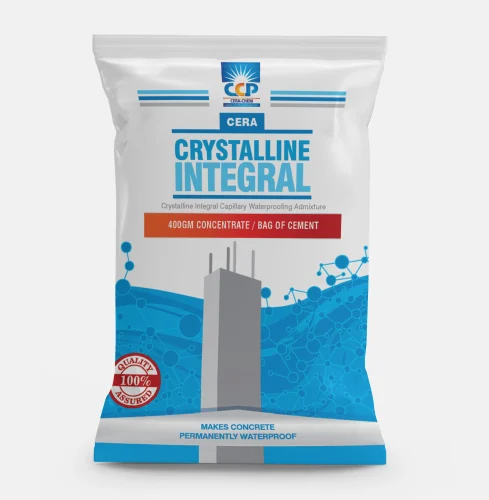 CCP
CERA-CHEM
CERA
CRYSTALLINE
INTEGRAL
Crystalline Integral Capillary Waterproofing Admixture
400GM CONCENTRATE / BAG OF CEMENT
QUALITY
100%
ASSURED
MAKES CONCRETE
PERMANENTLY WATERPROOF